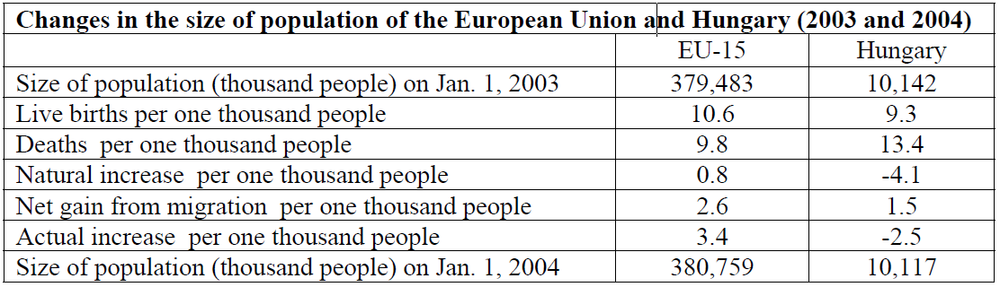 Changes in the size of population of the European Union and Hungary (2003 and 2004)
EU-15 Hungary
Size of population (thousand people) on Jan. 1, 2003 379,483 10,142
Live births per one thousand people 10.6 9.3
Deaths per one thousand people 9.8 13.4
Natural increase per one thousand people 0.8 -4.1
Net gain from migration per one thousand people 2.6 1.5
Actual increase per one thousand people 3.4 -2.5
Size of population (thousand people) on Jan. 1, 2004 380,759 10,117